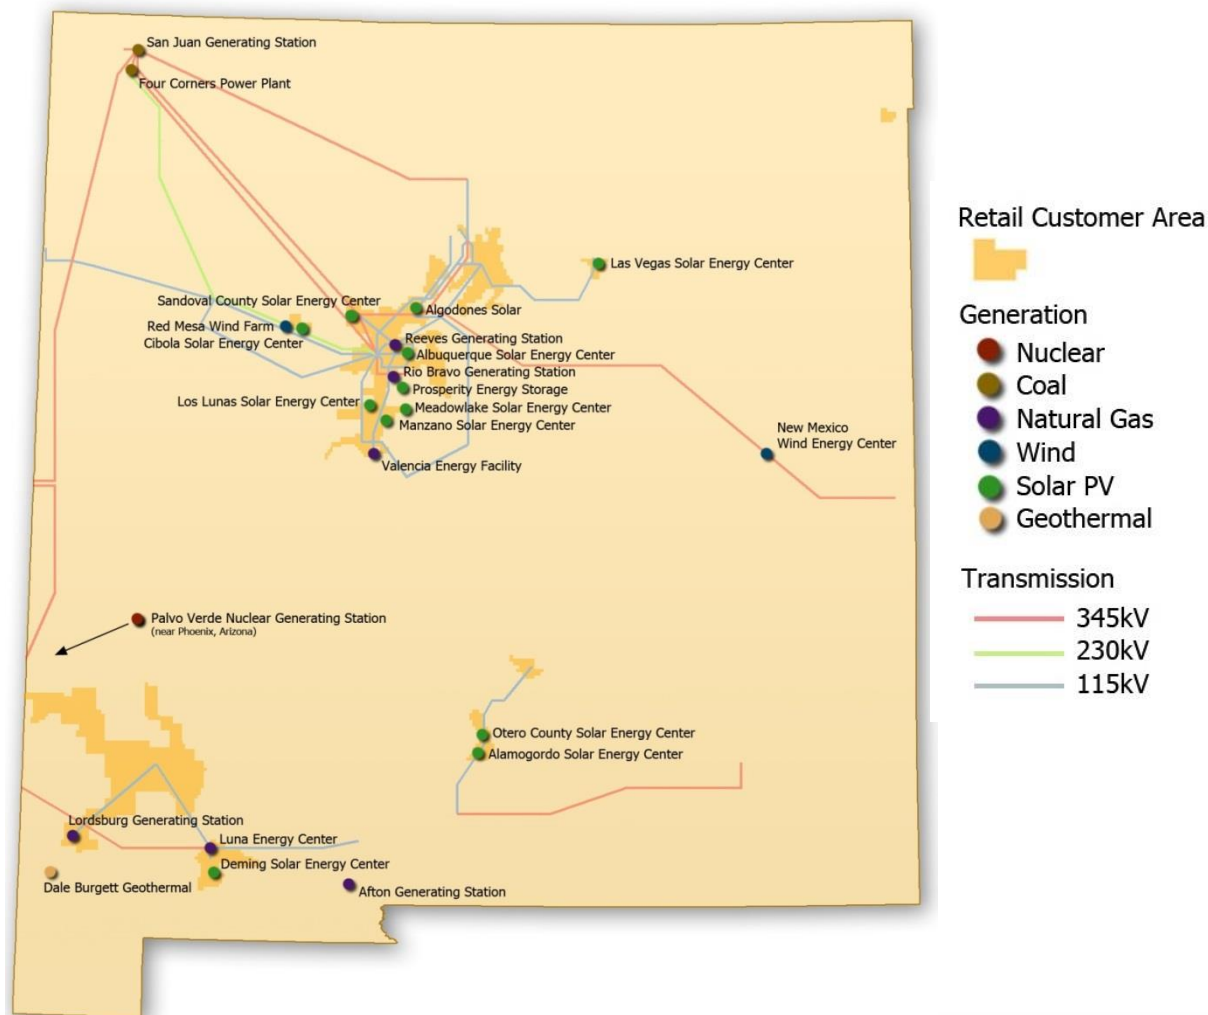 San Juan Generating Station
Four Corners Power Plant
Las Vegas Solar Energy Center
Sandoval County Solar Energy Center
Algodones Solar
Red Mesa Wind Farm
Cibola Solar Energy Center
Reeves Generating Station
Albuquerque Solar Energy Center
Rio Bravo Generating Station
Prosperity Energy Storage
Los Lunas Solar Energy Center
Meadowlake Solar Energy Center
Manzano Solar Energy Center
New Mexico
Wind Energy Center
Valencia Energy Facility
Palvo Verde Nuclear Generating Station
(near Phoenix, Arizona)
Otero County Solar Energy Center
Alamogordo Solar Energy Center
Lordsburg Generating Station
Luna Energy Center
Deming Solar Energy Center
Dale Burgett Geothermal
Afton Generating Station
Retail Customer Area
Generation
Nuclear
Coal
Natural Gas
Wind
Solar PV
Geothermal
Transmission
345kV
230kV
115kV